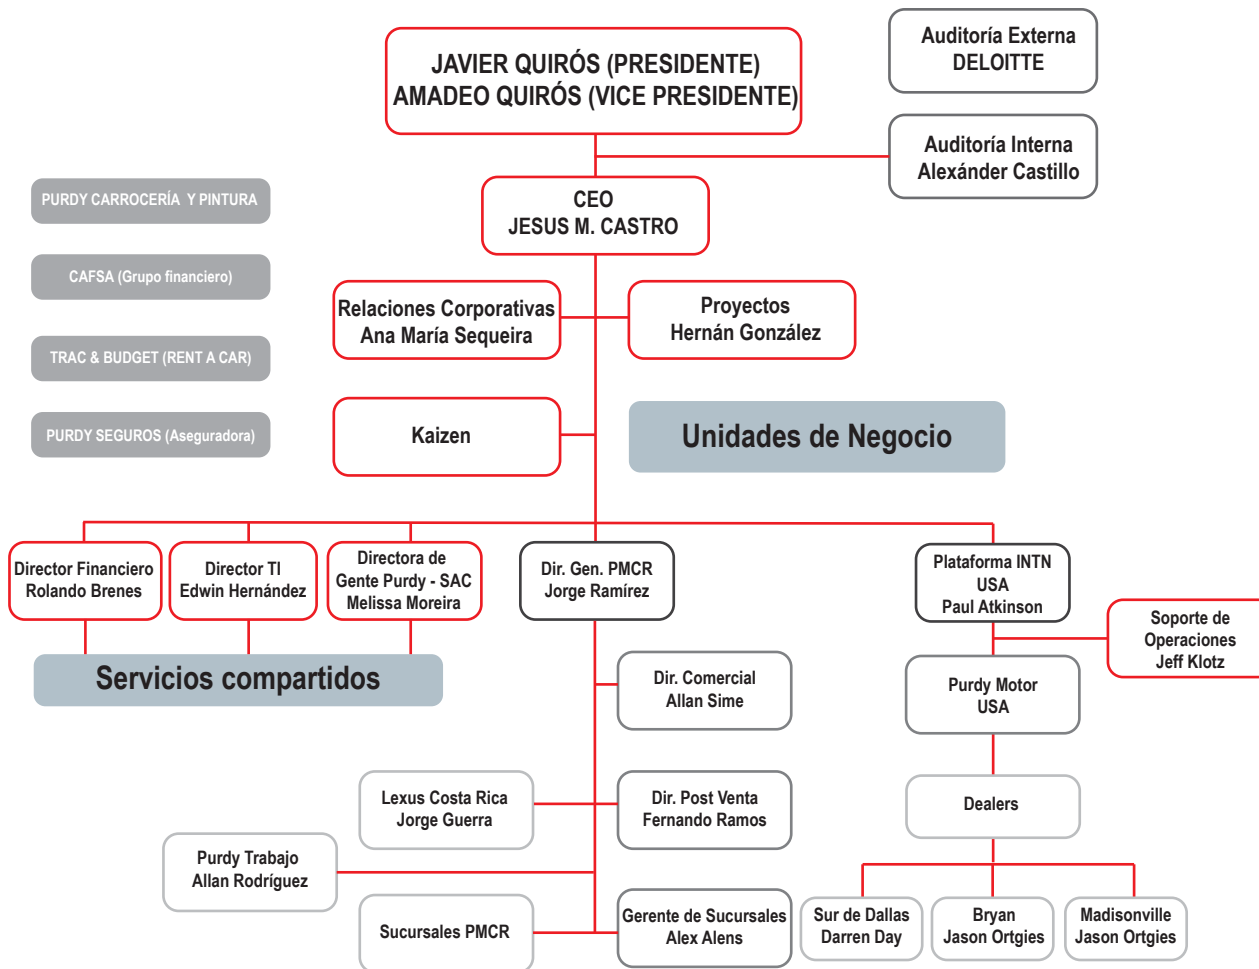 JAVIER QUIRÓS (PRESIDENTE)
AMADEO QUIRÓS (VICE PRESIDENTE)
Auditoría Externa
DELOITTE
Auditoría Interna
Alexánder Castillo
CEO
JESUS M. CASTRO
PURDY CARROCERÍA Y PINTURA
CAFSA (Grupo financiero)
TRAC & BUDGET (RENT A CAR)
PURDY SEGUROS (Aseguradora)
Relaciones Corporativas
Ana María Sequeira
Proyectos
Hernán González
Kaizen
Unidades de Negocio
Director Financiero
Rolando Brenes
Director TI
Edwin Hernández
Directora de
Gente Purdy - SAC
Melissa Moreira
Dir. Gen. PMCR
Jorge Ramírez
Plataforma INTN
USA
Paul Atkinson
Soporte de
Operaciones
Jeff Klotz
Servicios compartidos
Dir. Comercial
Allan Sime
Purdy Motor
USA
Lexus Costa Rica
Jorge Guerra
Dir. Post Venta
Fernando Ramos
Dealers
Purdy Trabajo
Allan Rodríguez
Sucursales PMCR
Gerente de Sucursales
Alex Alens
Sur de Dallas
Darren Day
Bryan
Jason Ortgies
Madisonville
Jason Ortgies